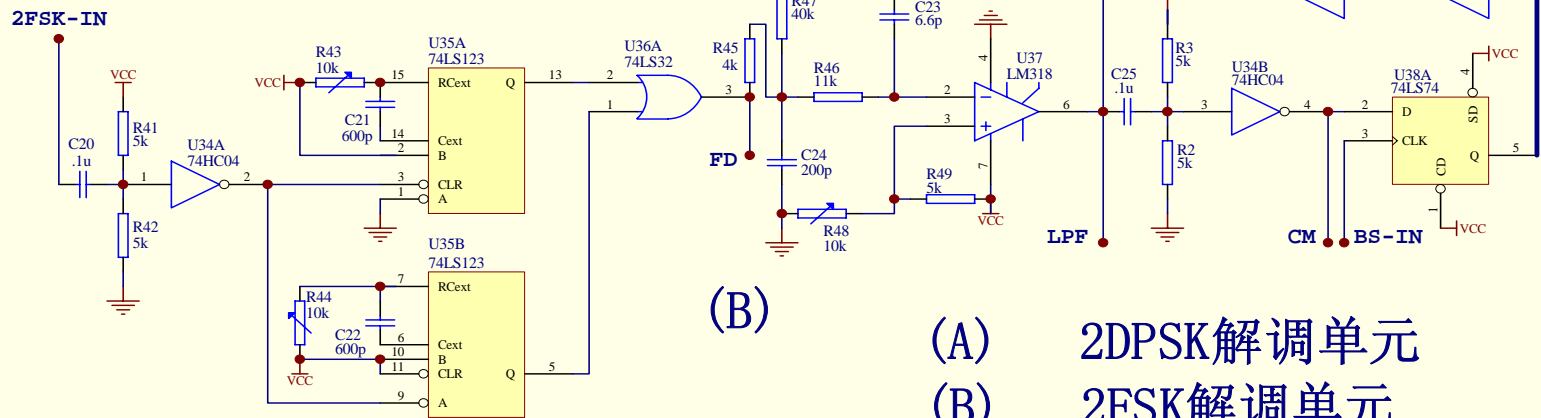 2FSK-IN
VCC
R41
5k
C20
.1u
1
U34A
74HC04
2
R42
5k
VCC
R43
10k
15
C21
600p
14
2
3
1
U35A
74LS123
RCext
Q
Cext
B
CLR
A
13
U35B
74LS123
7
R44
10k
C22
600p
VCC
6
10
11
9
RCext
Cext
B
CLR
A
Q
5
U36A
74LS32
2
1
3
FD
R45
4k
R47
40k
C23
6.6p
R46
11k
C24
200p
R48
10k
R49
5k
U37
LM318
4
2
3
6
7
VCC
LPF
C25
.1u
R3
5k
R2
5k
3
U34B
74HC04
4
CM
BS-IN
U38A
74LS74
VCC
4
2
3
D
CLK
SD
CD
Q
5
1
VCC
(B)
(A) 2DPSK解调单元
(B) 2FSK解调单元